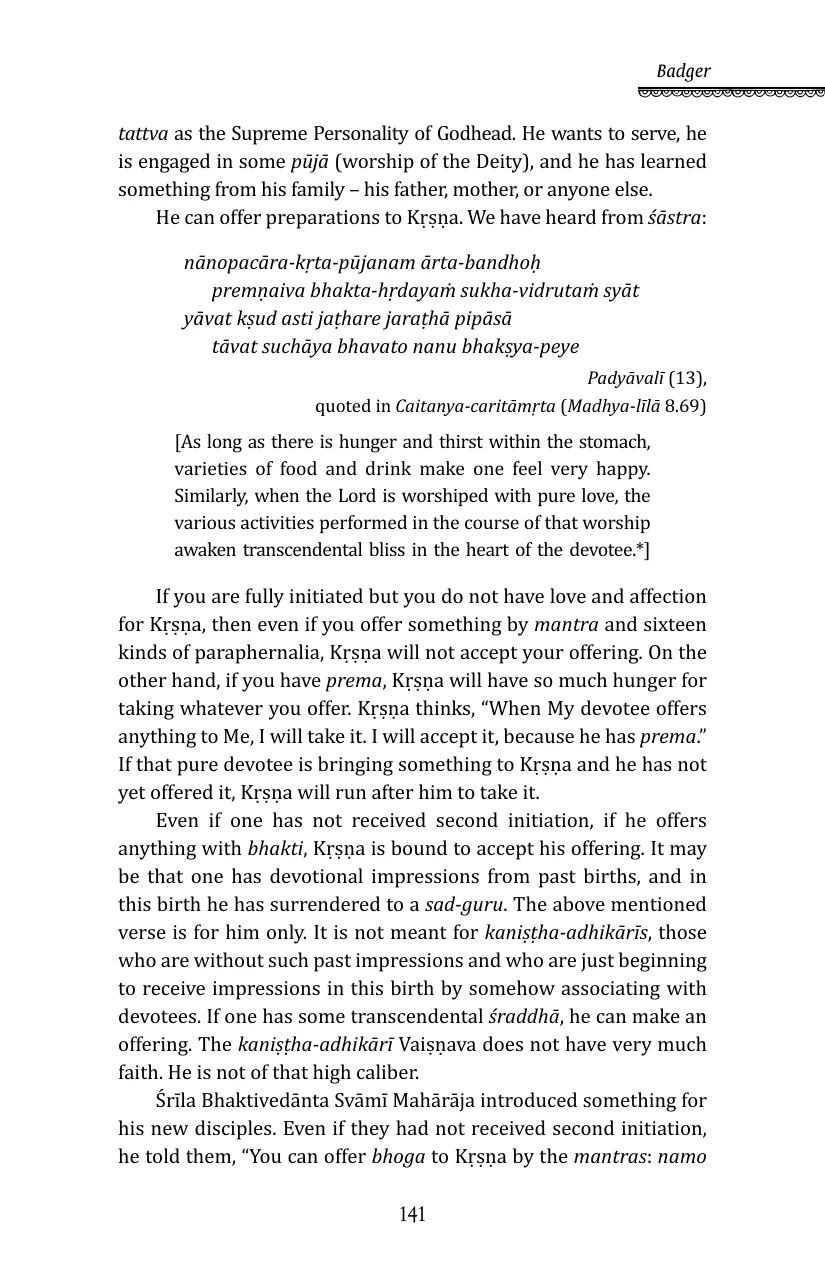 Badger
tattva as the Supreme Personality of Godhead. He wants to serve, he
is engaged in some pūjā (worship of the Deity), and he has learned
something from his family – his father, mother, or anyone else.
He can offer preparations to Kṛṣṇa. We have heard from śāstra:
nānopacāra-kṛta-pūjanam ārta-bandhoḥ
premṇaiva bhakta-hṛdayaṁ sukha-vidrutaṁ syāt
yāvat kṣud asti jaṭhare jaraṭhā pipāsā
tāvat suchāya bhavato nanu bhakṣya-peye
Padyāvalī (13),
quoted in Caitanya-caritāmṛta (Madhya-līlā 8.69)
[As long as there is hunger and thirst within the stomach,
varieties of food and drink make one feel very happy.
Similarly, when the Lord is worshiped with pure love, the
various activities performed in the course of that worship
awaken transcendental bliss in the heart of the devotee.*]
If you are fully initiated but you do not have love and affection
for Kṛṣṇa, then even if you offer something by mantra and sixteen
kinds of paraphernalia, Kṛṣṇa will not accept your offering. On the
other hand, if you have prema, Kṛṣṇa will have so much hunger for
taking whatever you offer. Kṛṣṇa thinks, “When My devotee offers
anything to Me, I will take it. I will accept it, because he has prema.”
If that pure devotee is bringing something to Kṛṣṇa and he has not
yet offered it, Kṛṣṇa will run after him to take it.
Even if one has not received second initiation, if he offers
anything with bhakti, Kṛṣṇa is bound to accept his offering. It may
be that one has devotional impressions from past births, and in
this birth he has surrendered to a sad-guru. The above mentioned
verse is for him only. It is not meant for kaniṣṭha-adhikārīs, those
who are without such past impressions and who are just beginning
to receive impressions in this birth by somehow associating with
devotees. If one has some transcendental śraddhā, he can make an
offering. The kaniṣṭha-adhikārī Vaiṣṇava does not have very much
faith. He is not of that high caliber.
Śrīla Bhaktivedānta Svāmī Mahārāja introduced something for
his new disciples. Even if they had not received second initiation,
he told them, “You can offer bhoga to Kṛṣṇa by the mantras: namo
141